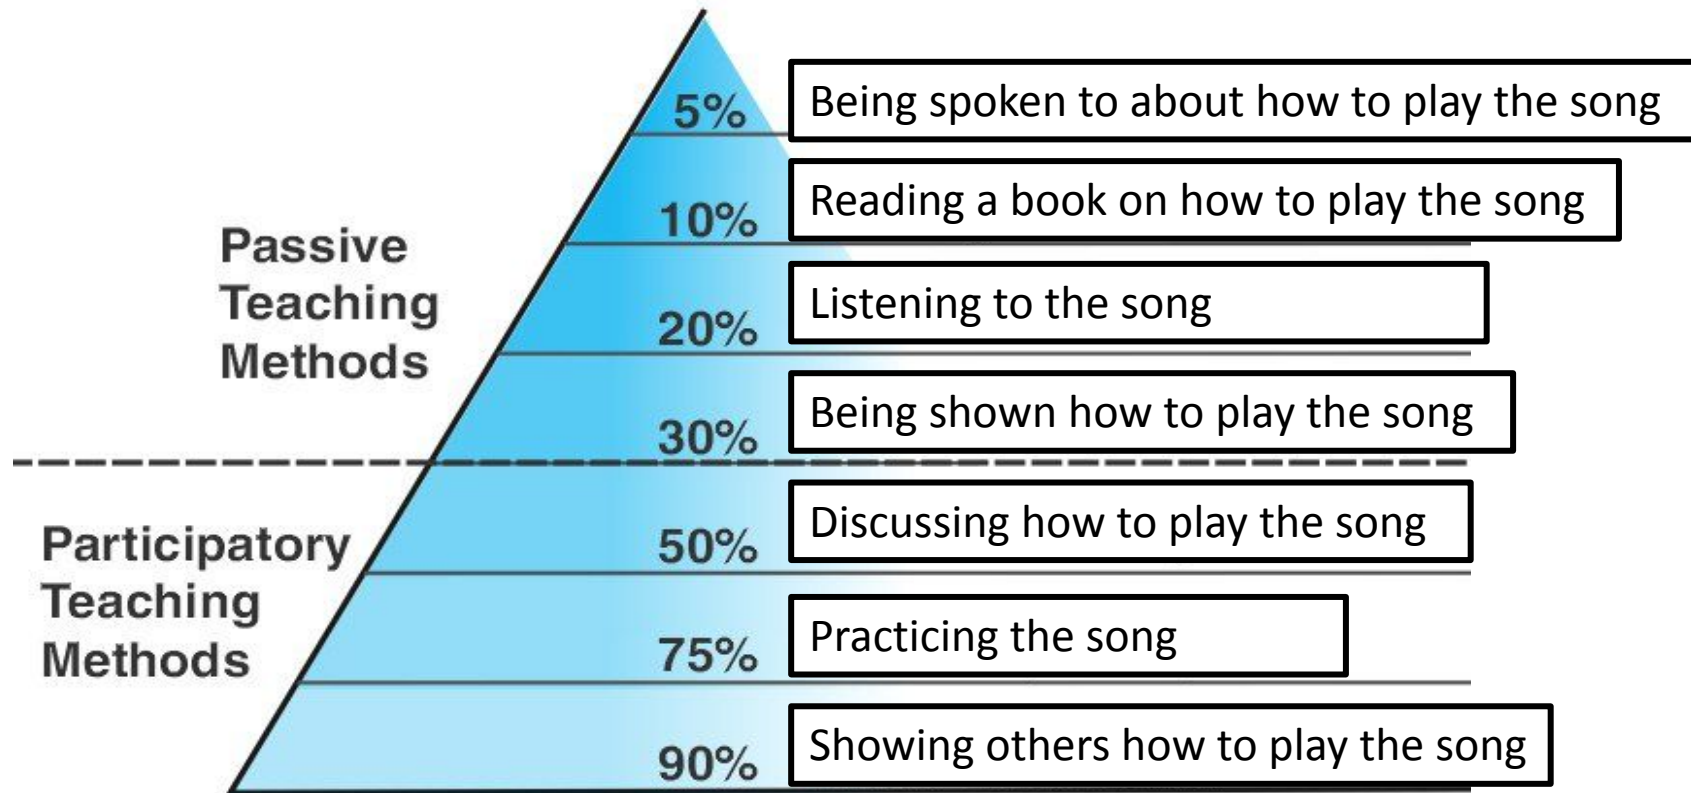 5%
Being spoken to about how to play the song
10%
Reading a book on how to play the song
Passive
Teaching
Methods
20%
Listening to the song
30%
Being shown how to play the song
Participatory
Teaching
Methods
50%
Discussing how to play the song
75%
Practicing the song
90%
Showing others how to play the song